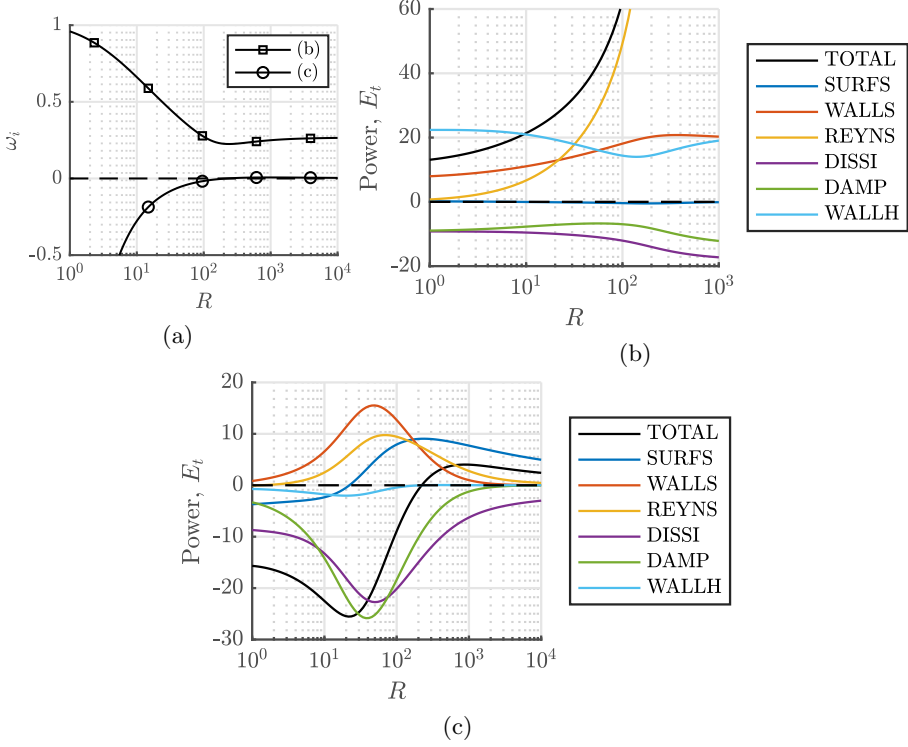 1
0.5
0
-0.5
ω_i
10^0
10^1
10^2
10^3
10^4
R
(b)
(c)
(a)
60
40
20
0
-20
Power, E_t
10^0
10^1
10^2
10^3
R
TOTAL
SURFS
WALLS
REYNS
DISSI
DAMP
WALLH
(b)
20
10
0
-10
-20
-30
Power, E_t
10^0
10^1
10^2
10^3
10^4
R
TOTAL
SURFS
WALLS
REYNS
DISSI
DAMP
WALLH
(c)